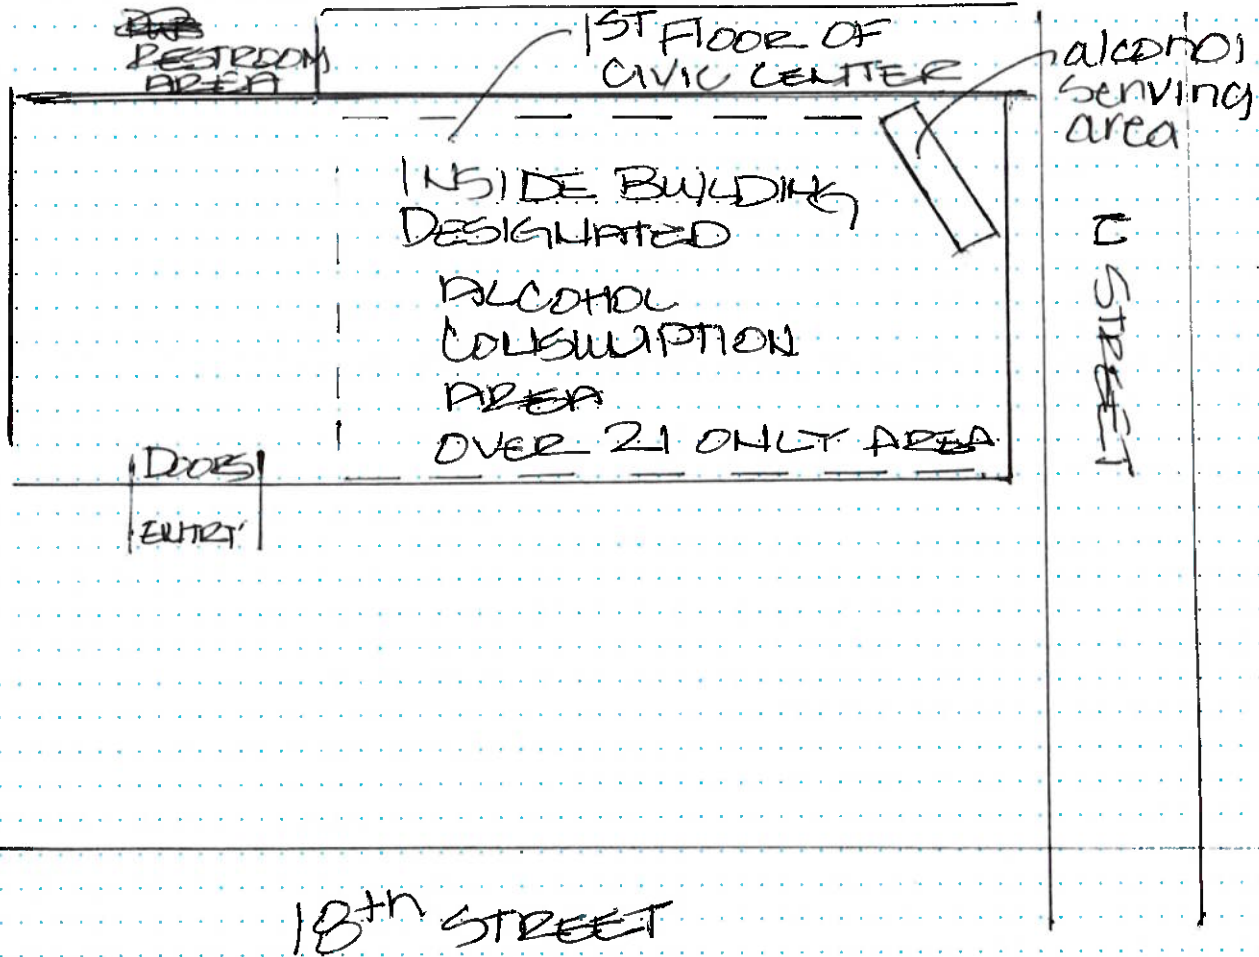 RESTROOM
AREA
1ST FLOOR OF
CIVIC CENTER
alcohol
serving
area
INSIDE BUILDING
DESIGNATED
ALCOHOL
CONSUMPTION
AREA
OVER 21 ONLY AREA
DOORS
ENTRY
STREET
18th STREET